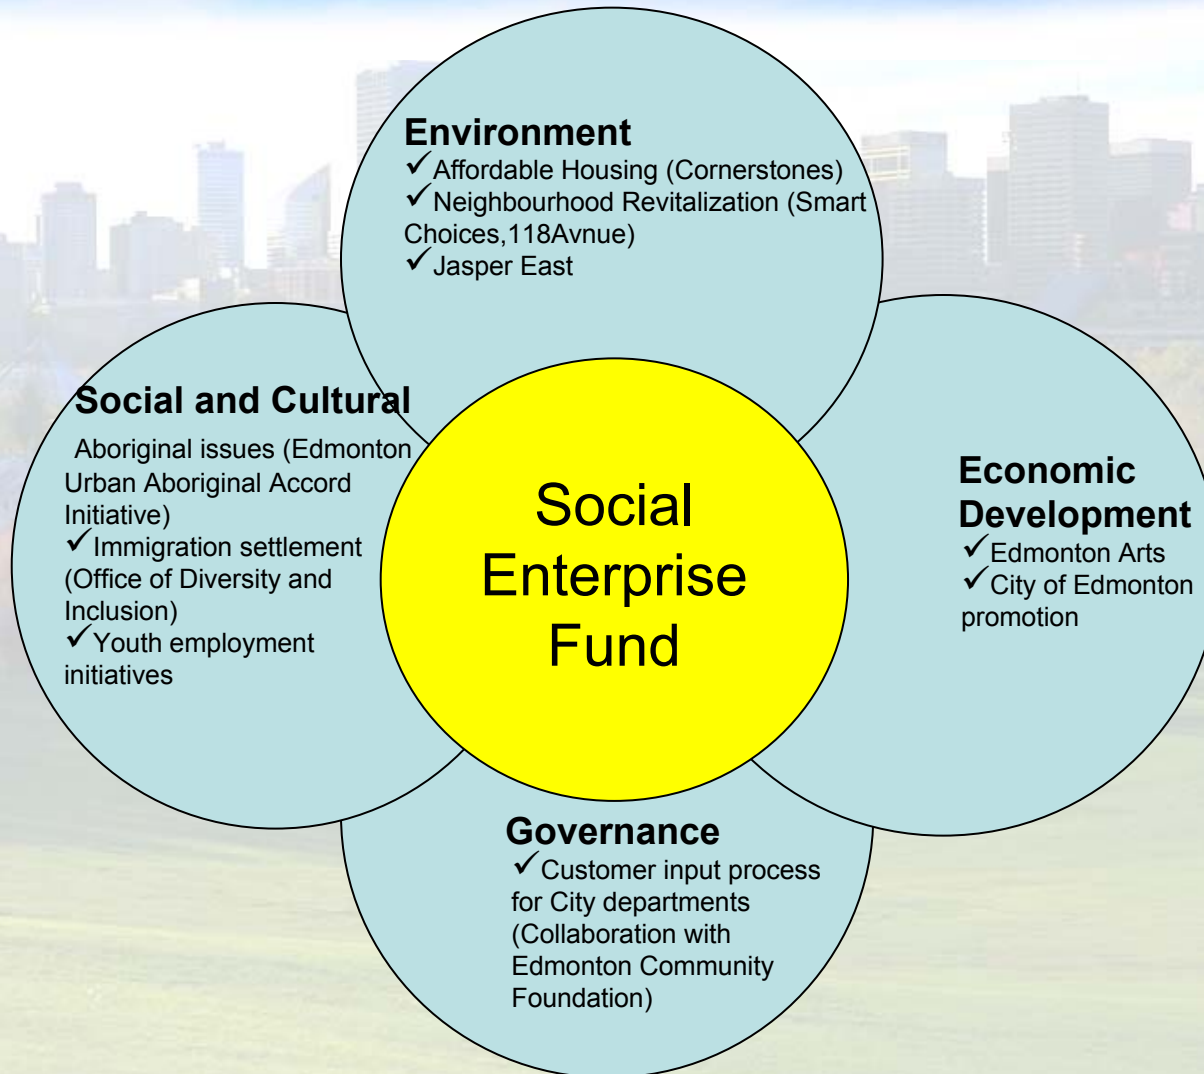 Environment
✓Affordable Housing (Cornerstones)
✓Neighbourhood Revitalization (Smart
Choices,118Avnue)
✓Jasper East
Social and Cultural
Aboriginal issues (Edmonton
Urban Aboriginal Accord
Initiative)
✓Immigration settlement
(Office of Diversity and
Inclusion)
✓Youth employment
initiatives
Social
Enterprise
Fund
Economic
Development
✓Edmonton Arts
✓City of Edmonton
promotion
Governance
✓Customer input process
for City departments
(Collaboration with
Edmonton Community
Foundation)